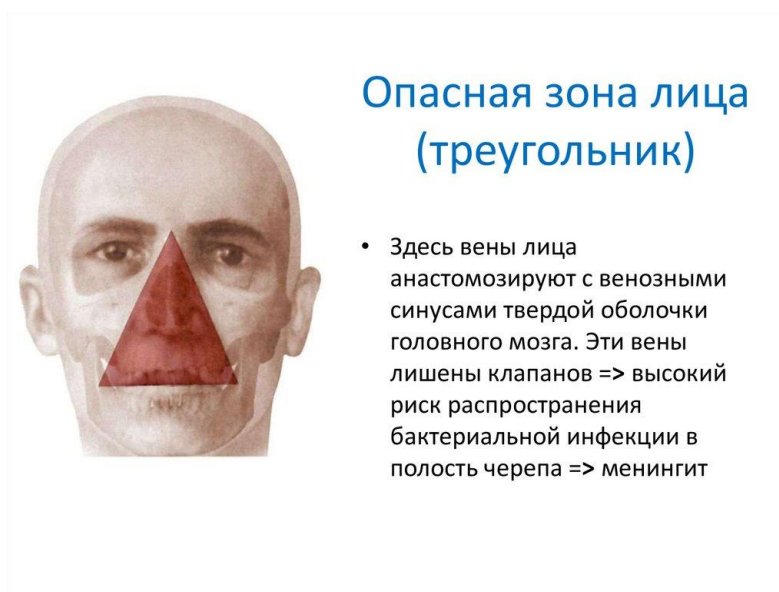 Опасная зона лица
(треугольник)
• Здесь вены лица
анастомозируют с венозными
синусами твердой оболочки
головного мозга. Эти вены
лишены клапанов => высокий
риск распространения
бактериальной инфекции в
полость черепа => менингит